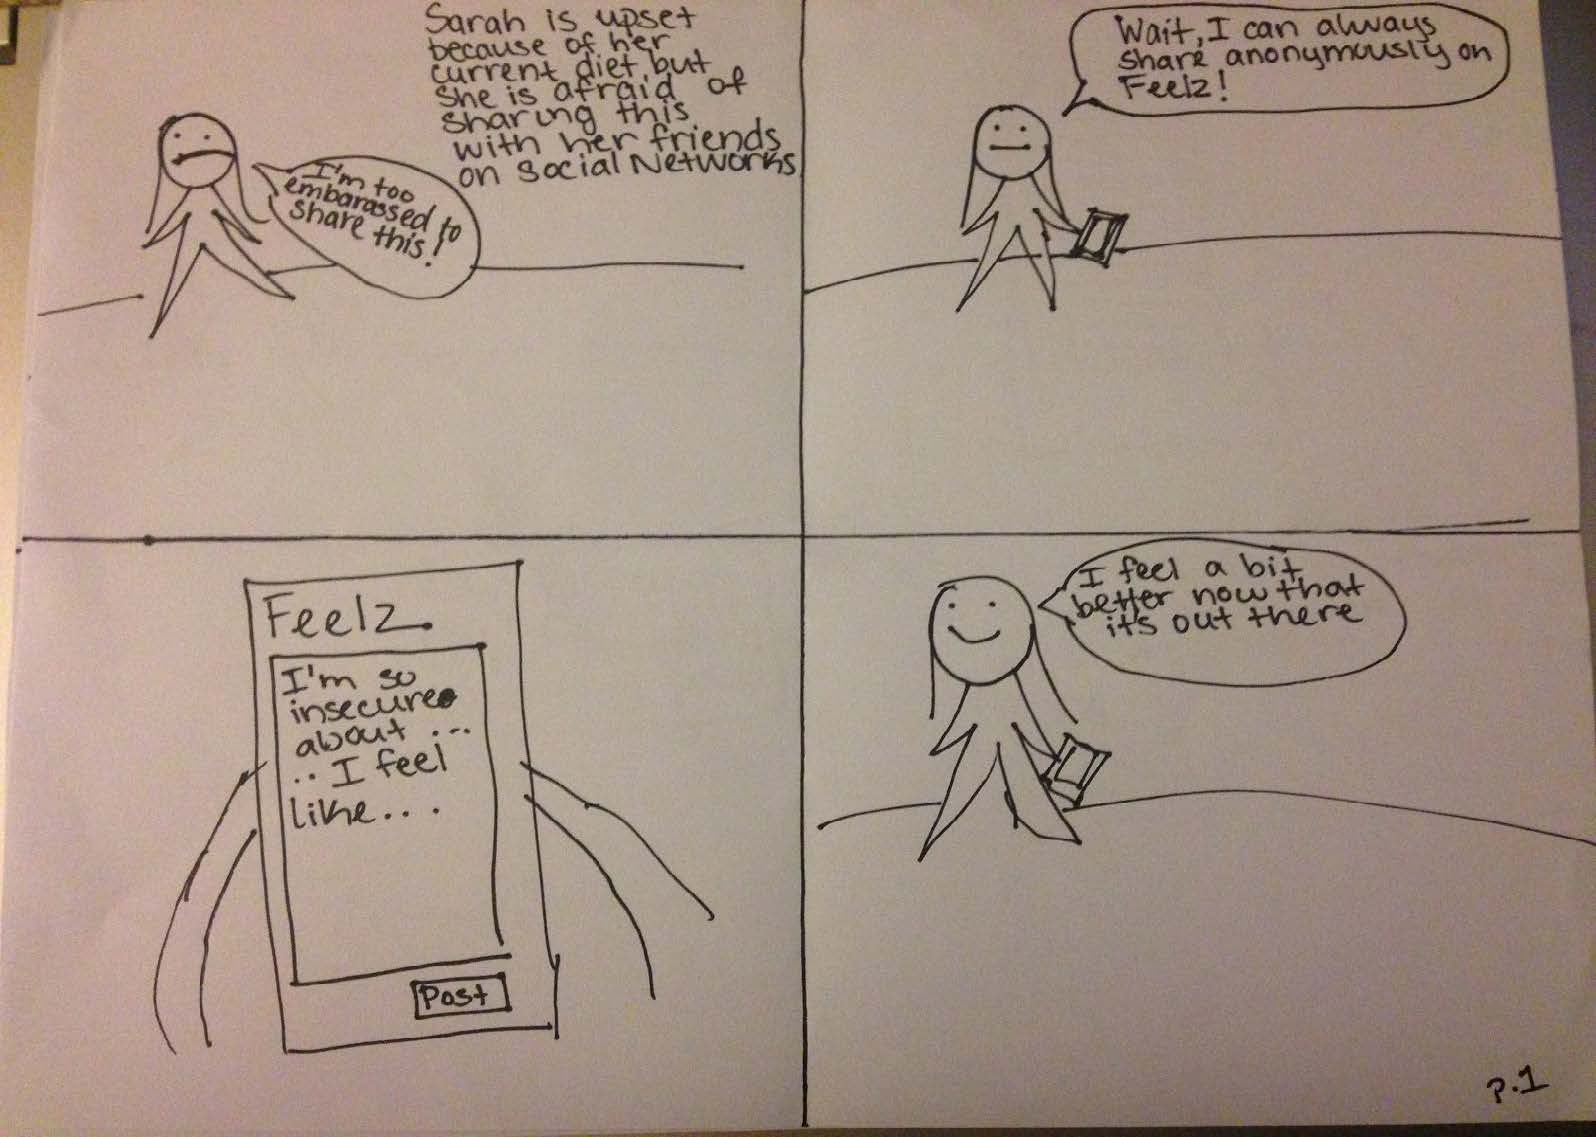 Sarah is upset
because of her
current diet, but
she is afraid of
sharing this
with her friends
on social Networks
I'm too
embarassed to
share this!
Wait, I can always
share anonymously on
Feelz!
Feelz
I'm so
insecure
about ...
.. I feel
like...
Post
I feel a bit
better now that
it's out there
P.1